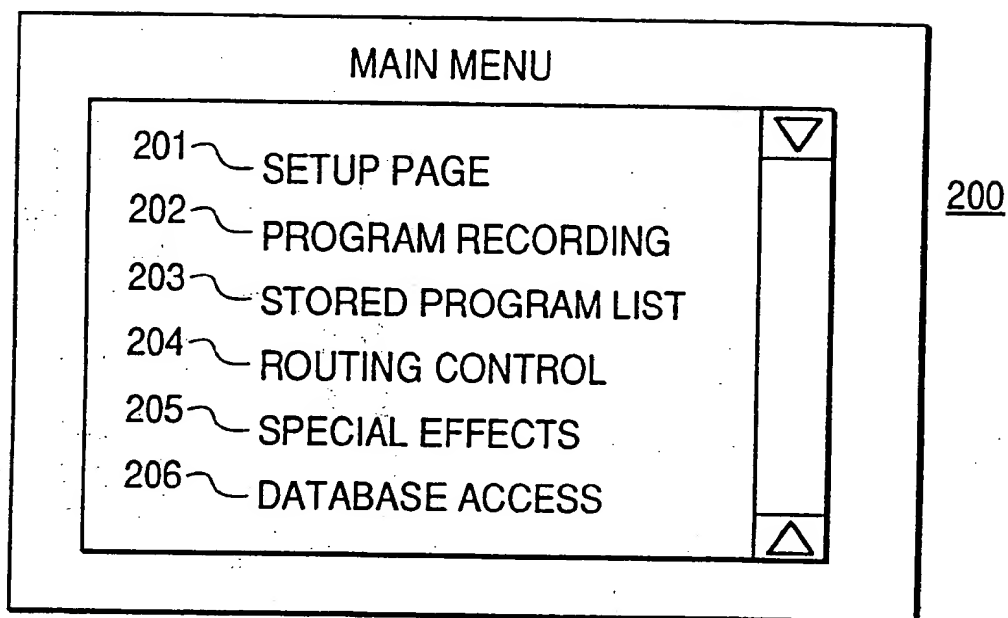 MAIN MENU
201 SETUP PAGE
200
202 PROGRAM RECORDING
203 STORED PROGRAM LIST
204 ROUTING CONTROL
205 SPECIAL EFFECTS
206 DATABASE ACCESS